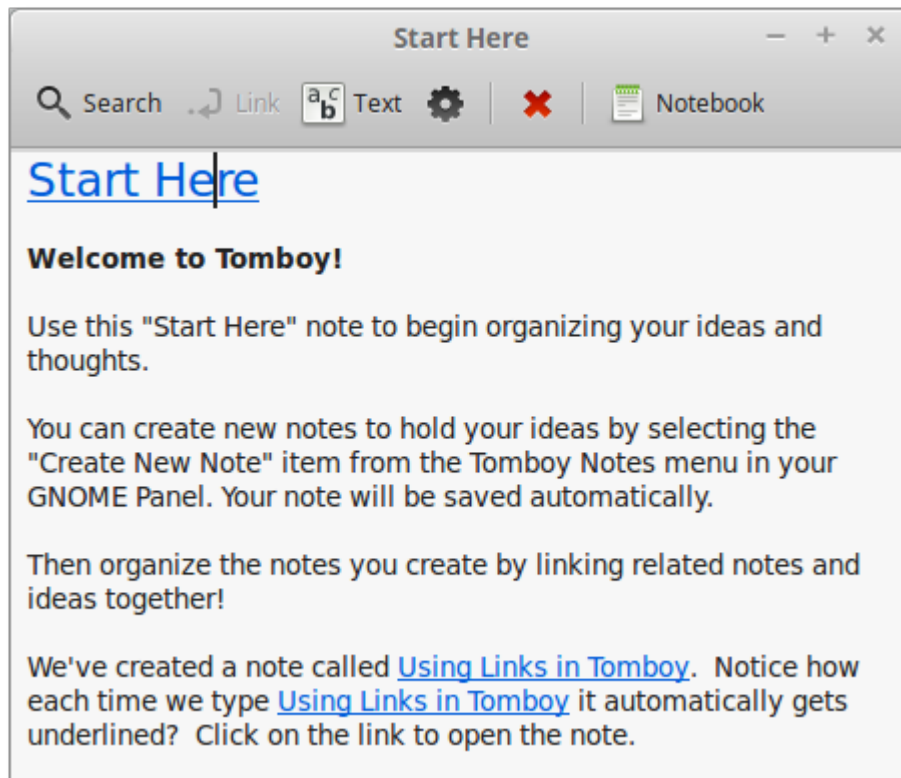 Start Here
Search Link abc Text Notebook
Start Here
Welcome to Tomboy!
Use this "Start Here" note to begin organizing your ideas and
thoughts.
You can create new notes to hold your ideas by selecting the
"Create New Note" item from the Tomboy Notes menu in your
GNOME Panel. Your note will be saved automatically.
Then organize the notes you create by linking related notes and
ideas together!
We've created a note called Using Links in Tomboy.  Notice how
each time we type Using Links in Tomboy it automatically gets
underlined?  Click on the link to open the note.